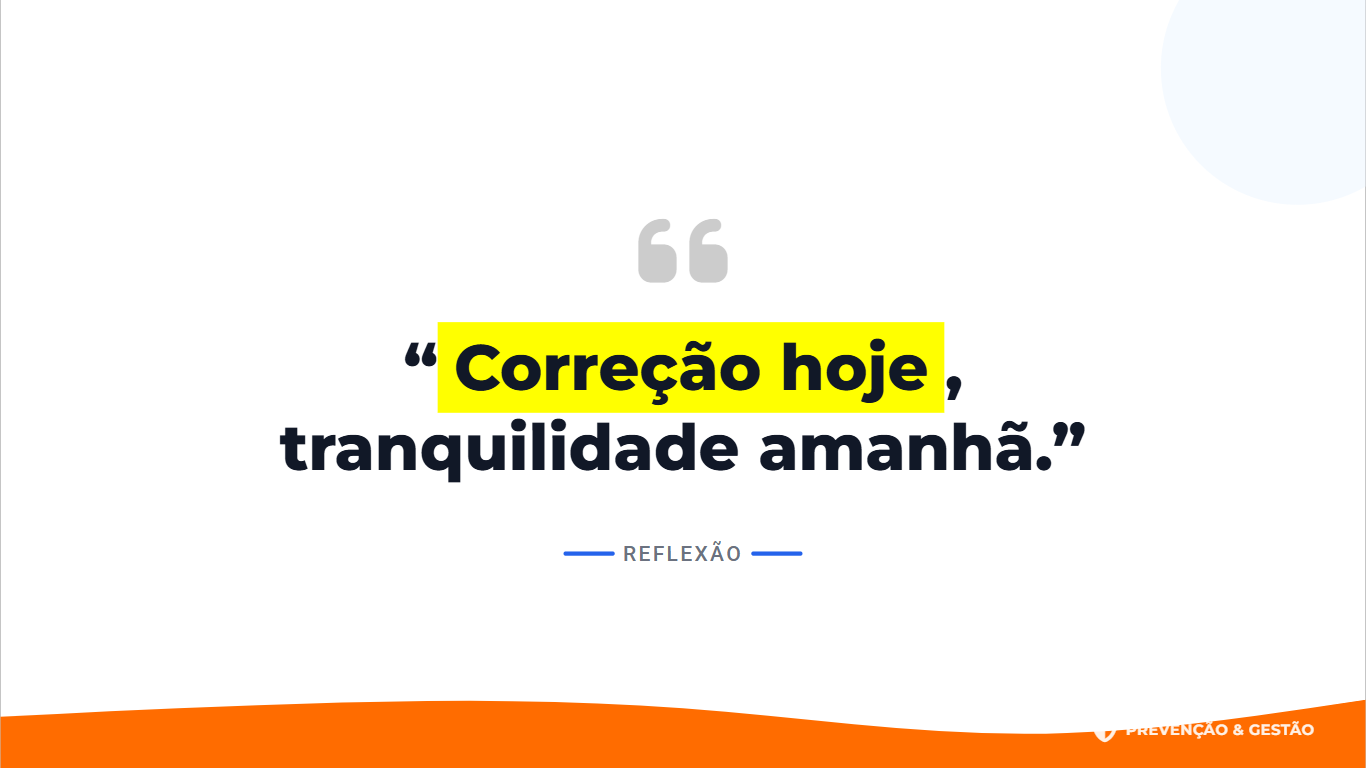 “Correção hoje,
tranquilidade amanhã.”
REFLEXÃO
PREVENÇÃO & GESTÃO